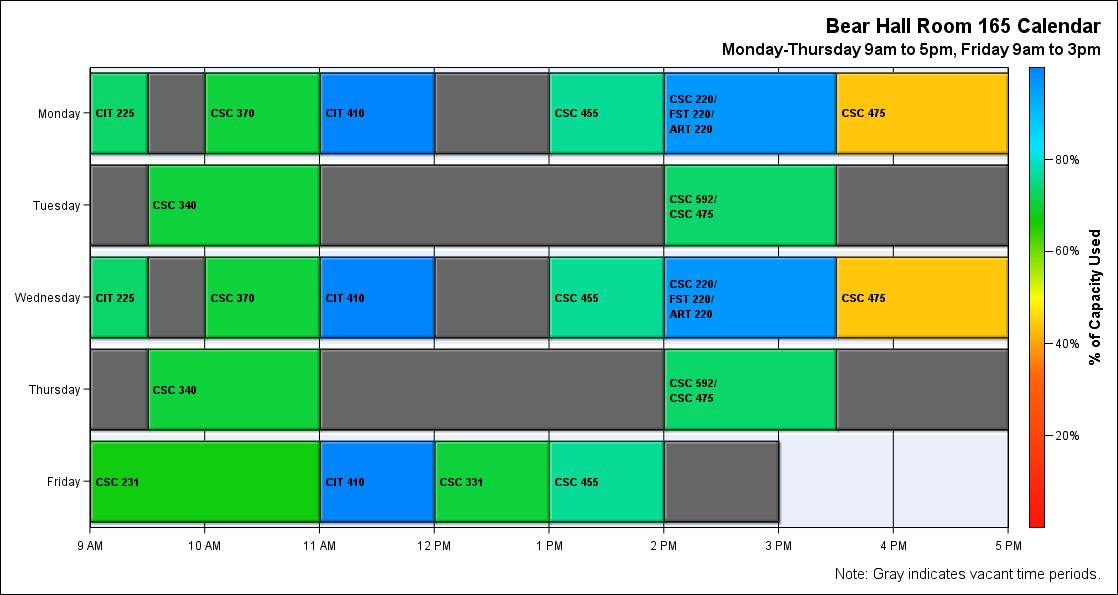 Bear Hall Room 165 Calendar
Monday-Thursday 9am to 5pm, Friday 9am to 3pm
Monday
CIT 225
CSC 370
CIT 410
CSC 455
CSC 220/
FST 220/
ART 220
CSC 475
Tuesday
CSC 340
CSC 592/
CSC 475
Wednesday
CIT 225
CSC 370
CIT 410
CSC 455
CSC 220/
FST 220/
ART 220
CSC 475
Thursday
CSC 340
CSC 592/
CSC 475
Friday
CSC 231
CIT 410
CSC 331
CSC 455
9 AM
10 AM
11 AM
12 PM
1 PM
2 PM
3 PM
4 PM
5 PM
80%
60%
40%
20%
% of Capacity Used
Note: Gray indicates vacant time periods.